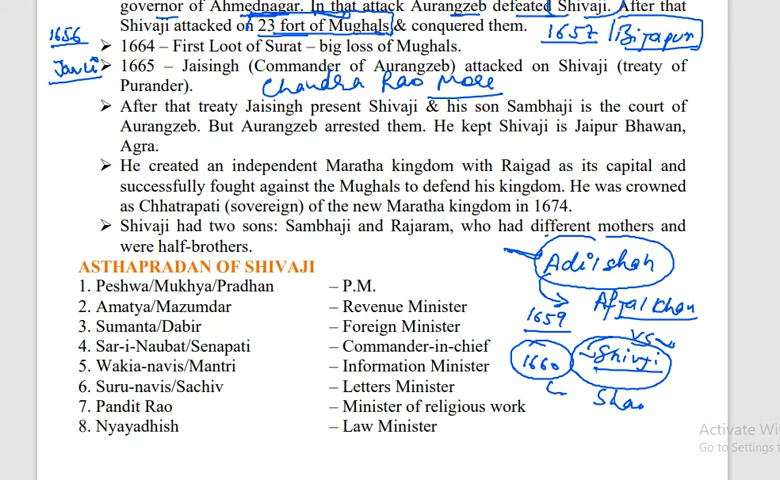 governor of Ahmednagar. In that attack Aurangzeb defeated Shivaji. After that
Shivaji attacked on 23 fort of Mughals & conquered them.
1656
1657 / Bijapur
➢ 1664 – First Loot of Surat – big loss of Mughals.
Javli
➢ 1665 – Jaisingh (Commander of Aurangzeb) attacked on Shivaji (treaty of
Purander).
Chandra Rao More
➢ After that treaty Jaisingh present Shivaji & his son Sambhaji is the court of
Aurangzeb. But Aurangzeb arrested them. He kept Shivaji is Jaipur Bhawan,
Agra.
➢ He created an independent Maratha kingdom with Raigad as its capital and
successfully fought against the Mughals to defend his kingdom. He was crowned
as Chhatrapati (sovereign) of the new Maratha kingdom in 1674.
➢ Shivaji had two sons: Sambhaji and Rajaram, who had different mothers and
were half-brothers.
ASTHAPRADAN OF SHIVAJI
1. Peshwa/Mukhya/Pradhan – P.M.
2. Amatya/Mazumdar – Revenue Minister
3. Sumanta/Dabir – Foreign Minister
4. Sar-i-Naubat/Senapati – Commander-in-chief
5. Wakia-navis/Mantri – Information Minister
6. Suru-navis/Sachiv – Letters Minister
7. Pandit Rao – Minister of religious work
8. Nyayadhish – Law Minister
Adilshah
Afjal Khan
1659
vs
1660
Shivji
Sha
Activate Wi
Go to Settings t